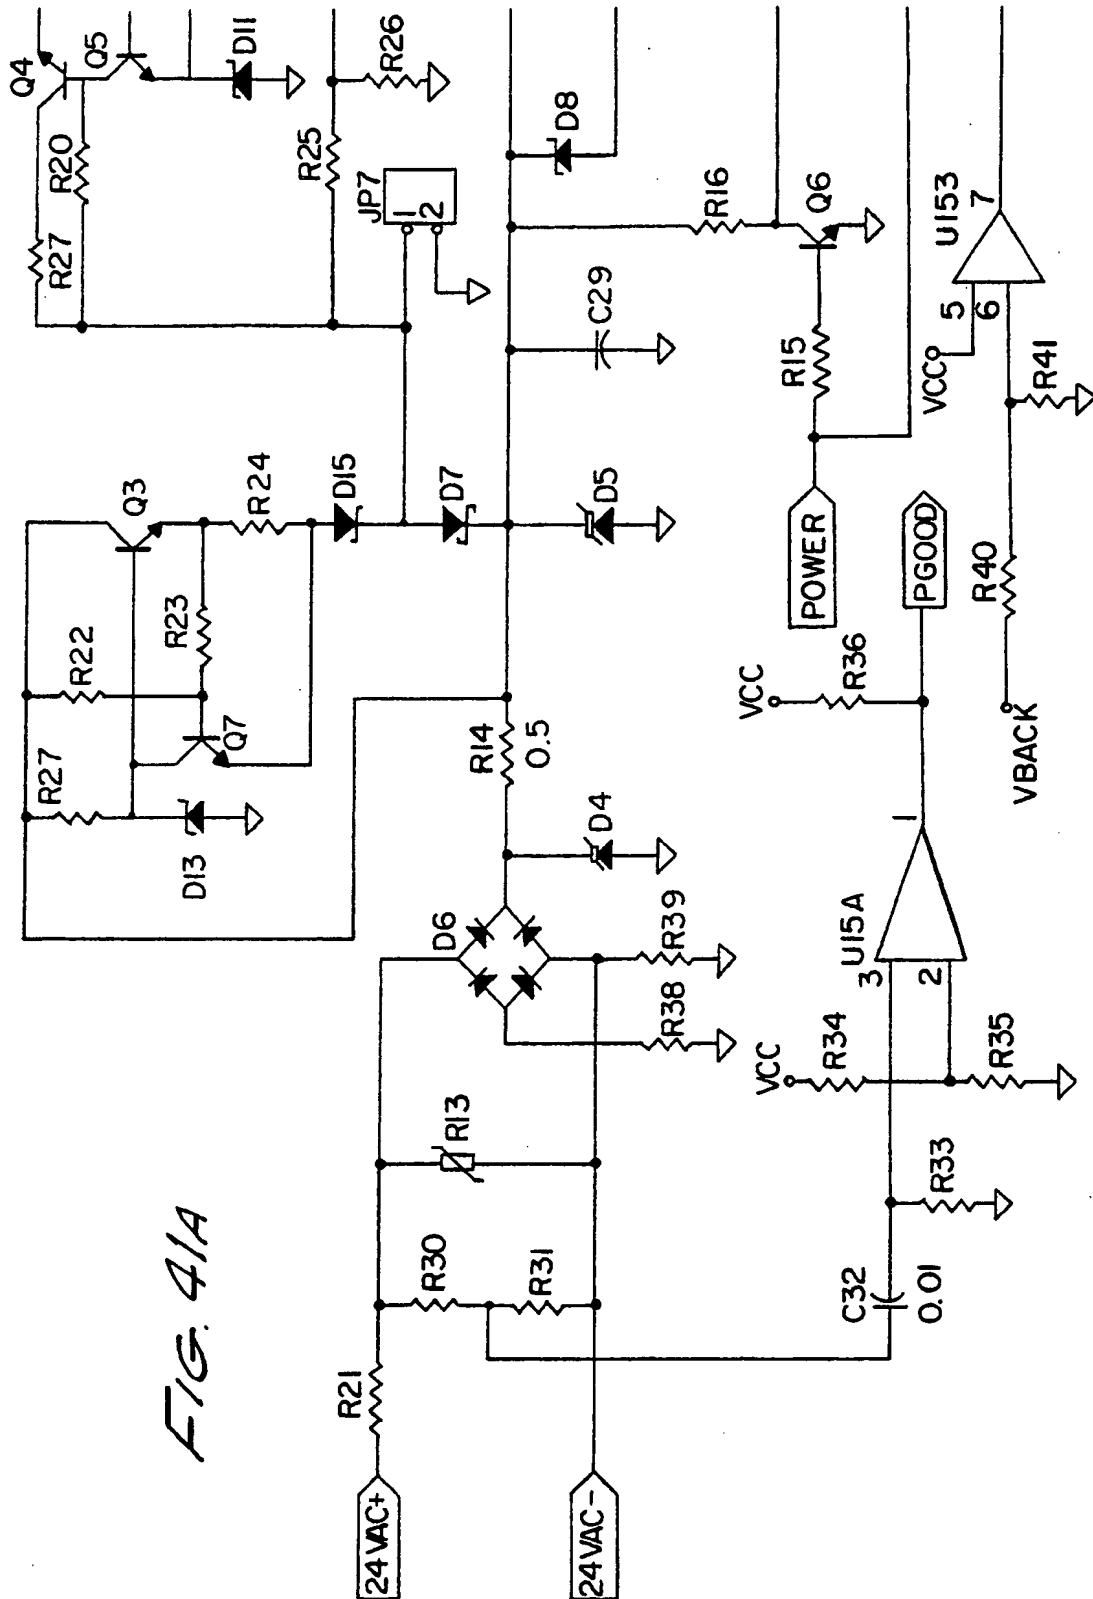 FIG. 41A
24VAC+
24VAC-
R21
R30
R31
R13
D6
R38
R39
D4
R14
0.5
R27
R22
D13
Q7
R23
Q3
R24
D15
D7
D5
C29
R27
R20
Q4
Q5
D11
R25
R26
JP7
1
2
D8
R16
Q6
R15
POWER
C32
0.01
R33
VCC
R34
R35
3
2
U15A
1
VCC
R36
PGOOD
VBACK
R40
R41
VCC
5
6
U153
7